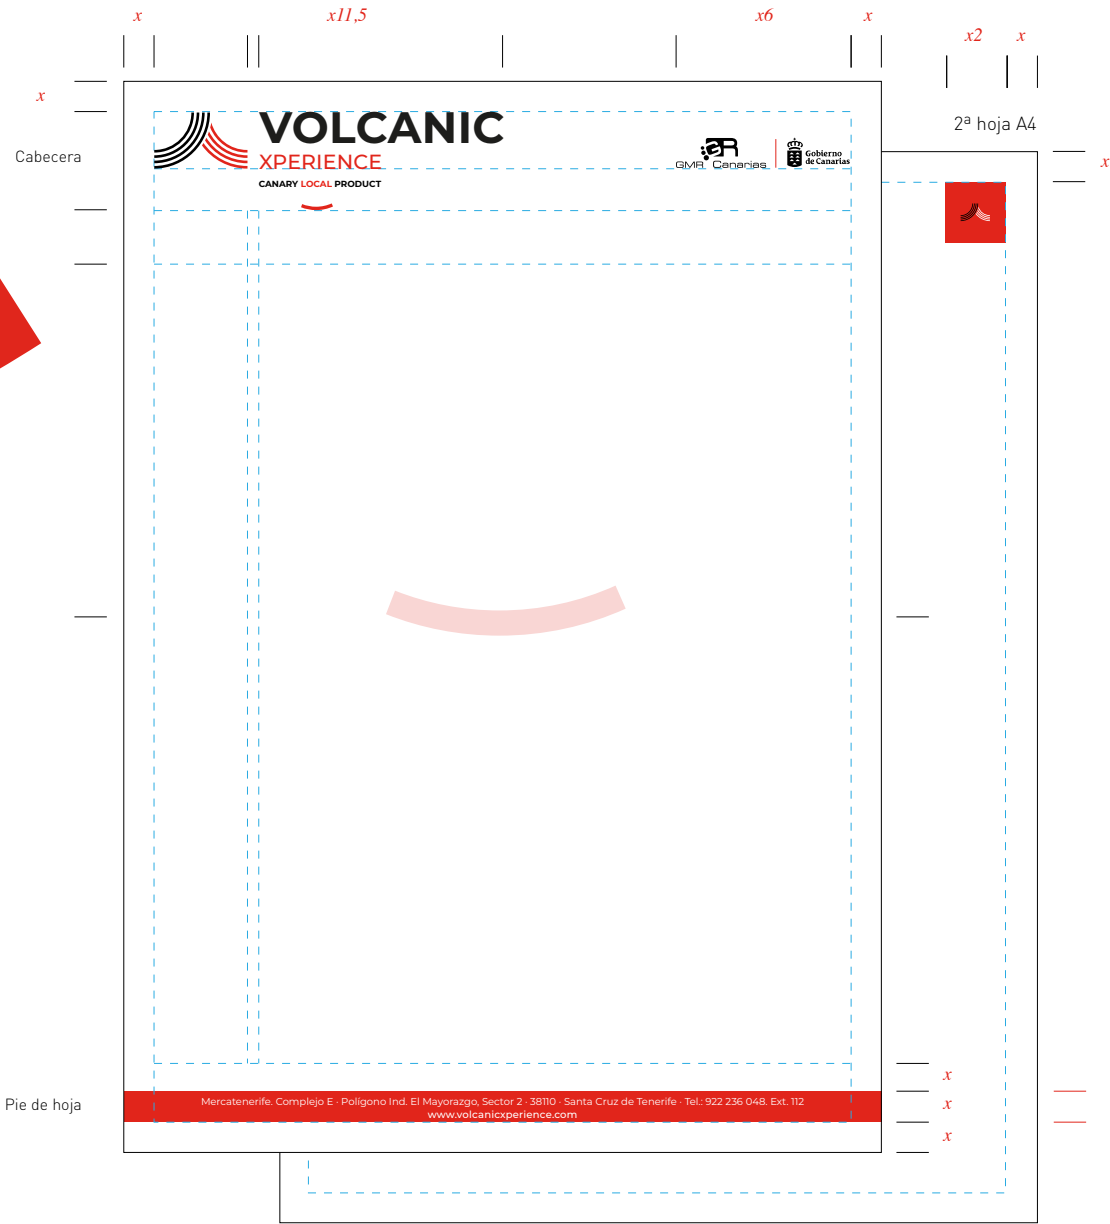 x x11,5 x6 x
x2 x
x
2ª hoja A4
VOLCANIC
XPERIENCE
CANARY LOCAL PRODUCT
GMR Canarias
Gobierno
de Canarias
Cabecera
x
x
Pie de hoja
Mercatenerife. Complejo E · Polígono Ind. El Mayorazgo, Sector 2 · 38110 · Santa Cruz de Tenerife · Tel.: 922 236 048. Ext. 112
www.volcanicxperience.com
x
x